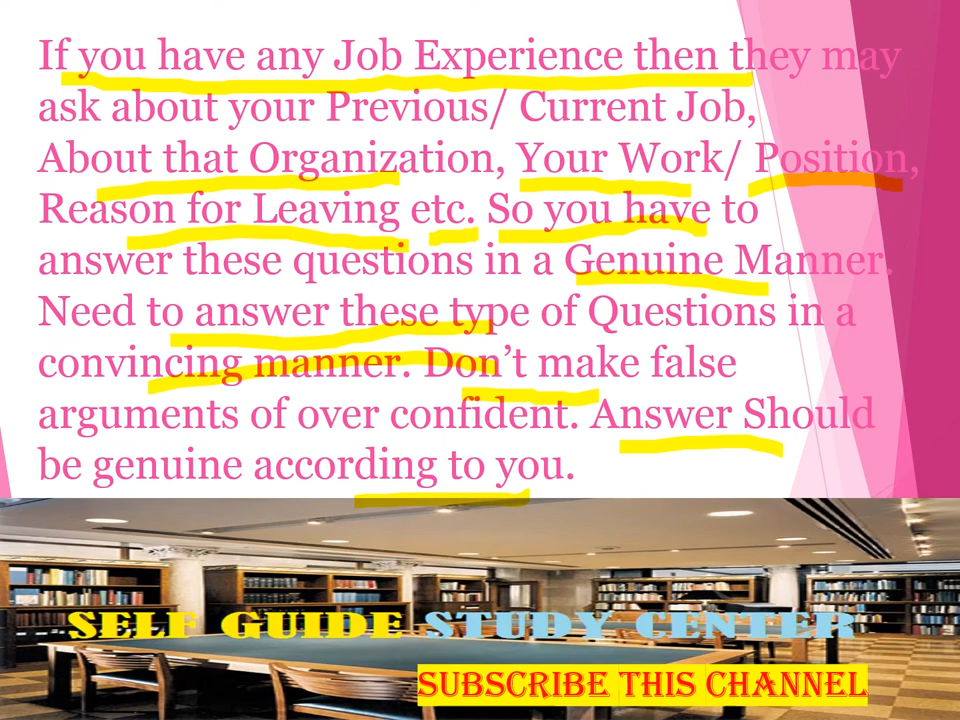 If you have any Job Experience then they may
ask about your Previous/ Current Job,
About that Organization, Your Work/ Position,
Reason for Leaving etc. So you have to
answer these questions in a Genuine Manner.
Need to answer these type of Questions in a
convincing manner. Don’t make false
arguments of over confident. Answer Should
be genuine according to you.
SELF GUIDE STUDY CENTER
SUBSCRIBE THIS CHANNEL